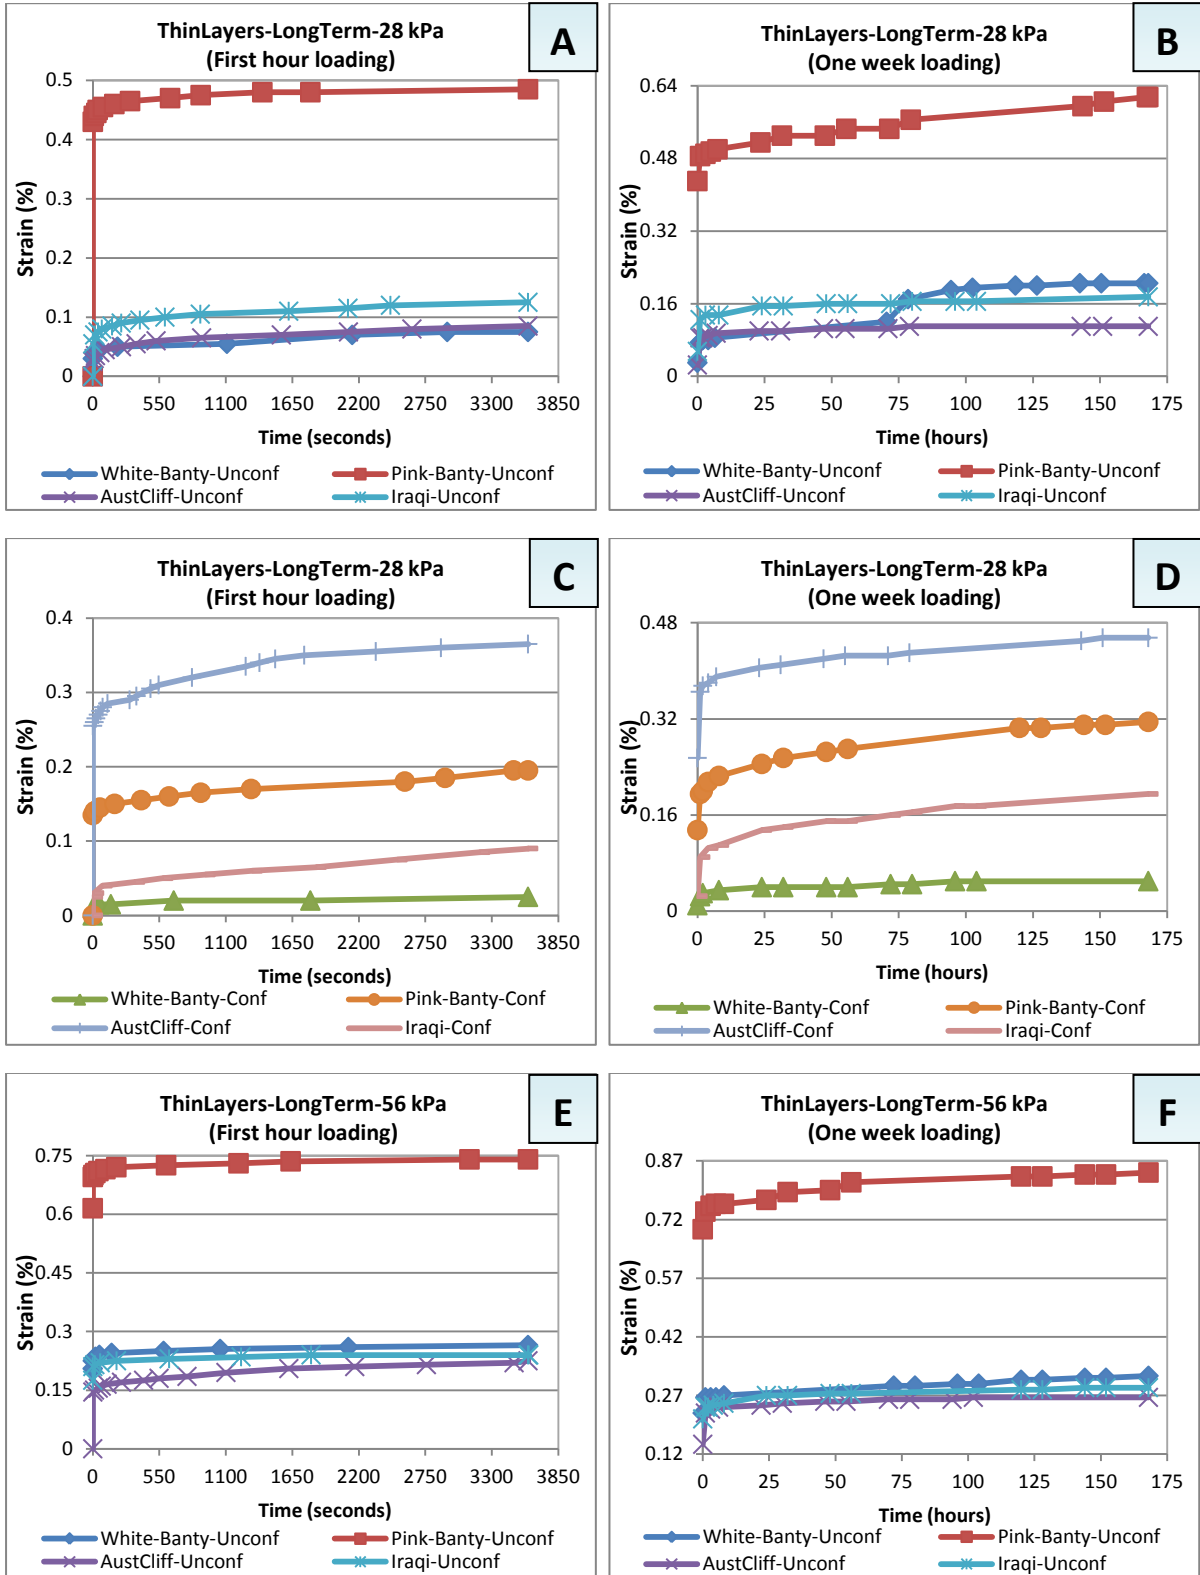 ThinLayers-LongTerm-28 kPa
(First hour loading)
A
Strain (%)
0.5
0.4
0.3
0.2
0.1
0
0 550 1100 1650 2200 2750 3300 3850
Time (seconds)
White-Banty-Unconf Pink-Banty-Unconf
AustCliff-Unconf Iraqi-Unconf
ThinLayers-LongTerm-28 kPa
(One week loading)
B
Strain (%)
0.64
0.48
0.32
0.16
0
0 25 50 75 100 125 150 175
Time (hours)
White-Banty-Unconf Pink-Banty-Unconf
AustCliff-Unconf Iraqi-Unconf
ThinLayers-LongTerm-28 kPa
(First hour loading)
C
Strain (%)
0.4
0.3
0.2
0.1
0
0 550 1100 1650 2200 2750 3300 3850
Time (seconds)
White-Banty-Conf Pink-Banty-Conf
AustCliff-Conf Iraqi-Conf
ThinLayers-LongTerm-28 kPa
(One week loading)
D
Strain (%)
0.48
0.32
0.16
0
0 25 50 75 100 125 150 175
Time (hours)
White-Banty-Conf Pink-Banty-Conf
AustCliff-Conf Iraqi-Conf
ThinLayers-LongTerm-56 kPa
(First hour loading)
E
Strain (%)
0.75
0.6
0.45
0.3
0.15
0
0 550 1100 1650 2200 2750 3300 3850
Time (seconds)
White-Banty-Unconf Pink-Banty-Unconf
AustCliff-Unconf Iraqi-Unconf
ThinLayers-LongTerm-56 kPa
(One week loading)
F
Strain (%)
0.87
0.72
0.57
0.42
0.27
0.12
0 25 50 75 100 125 150 175
Time (hours)
White-Banty-Unconf Pink-Banty-Unconf
AustCliff-Unconf Iraqi-Unconf